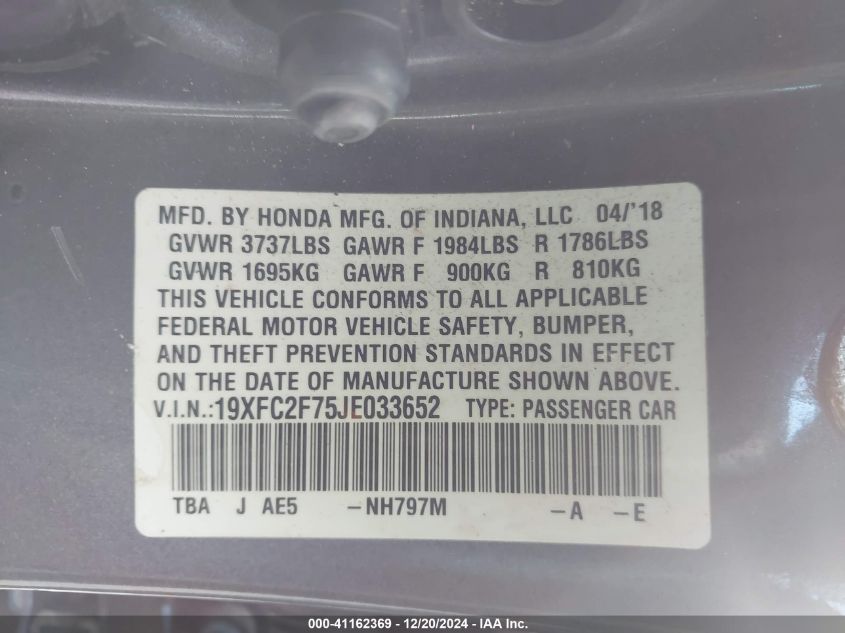 MFD. BY HONDA MFG. OF INDIANA, LLC 04/'18
GVWR 3737LBS GAWR F 1984LBS R 1786LBS
GVWR 1695KG GAWR F 900KG R 810KG
THIS VEHICLE CONFORMS TO ALL APPLICABLE
FEDERAL MOTOR VEHICLE SAFETY, BUMPER,
AND THEFT PREVENTION STANDARDS IN EFFECT
ON THE DATE OF MANUFACTURE SHOWN ABOVE.
V.I.N.:19XFC2F75JE033652 TYPE: PASSENGER CAR
TBA J AE5 –NH797M –A –E
000-41162369 - 12/20/2024 - IAA Inc.